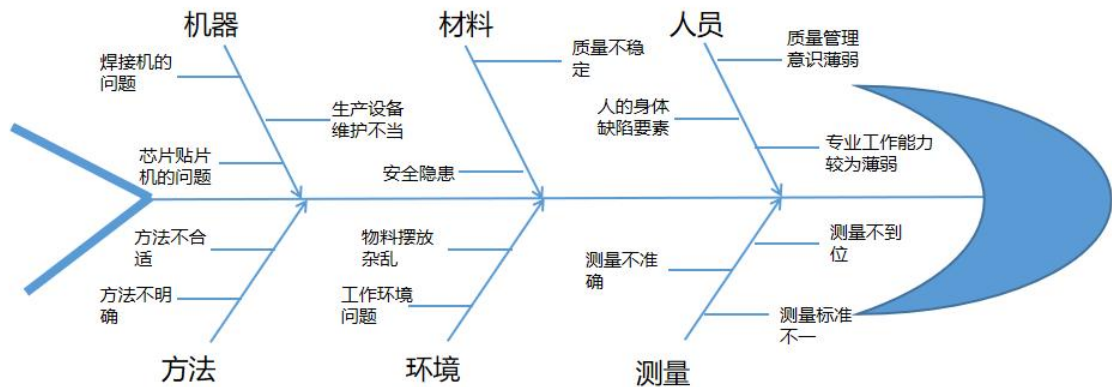 机器
焊接机的
问题
生产设备
维护不当
芯片贴片
机的问题
材料
质量不稳
定
安全隐患
人员
质量管理
意识薄弱
人的身体
缺陷要素
专业工作能力
较为薄弱
方法不合
适
方法不明
确
方法
物料摆放
杂乱
工作环境
问题
环境
测量不到
位
测量不准
确
测量标准
不一
测量